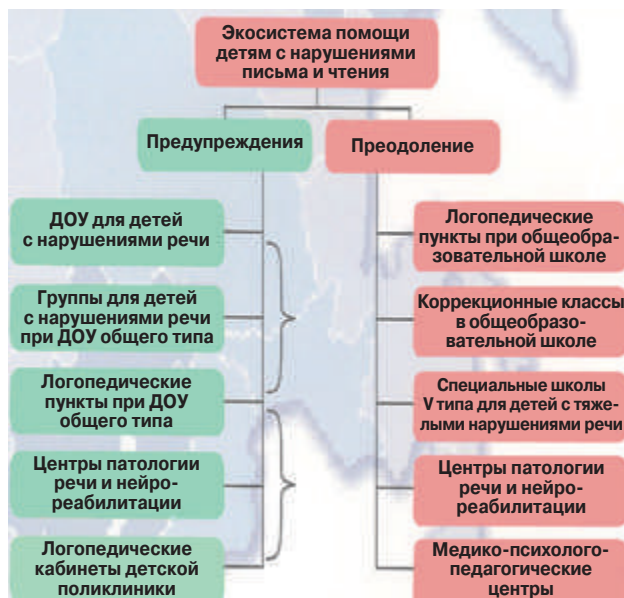 Экосистема помощи
детям с нарушениями
письма и чтения
Предупреждения
Преодоление
ДОУ для детей
с нарушениями речи
Группы для детей
с нарушениями речи
при ДОУ общего типа
Логопедические
пункты при ДОУ
общего типа
Центры патологии
речи и нейро-
реабилитации
Логопедические
кабинеты детской
поликлиники
Логопедические
пункты при общеобра-
зовательной школе
Коррекционные классы
в общеобразо-
вательной школе
Специальные школы
V типа для детей с тяже-
лыми нарушениями речи
Центры патологии
речи и нейро-
реабилитации
Медико-психолого-
педагогические
центры